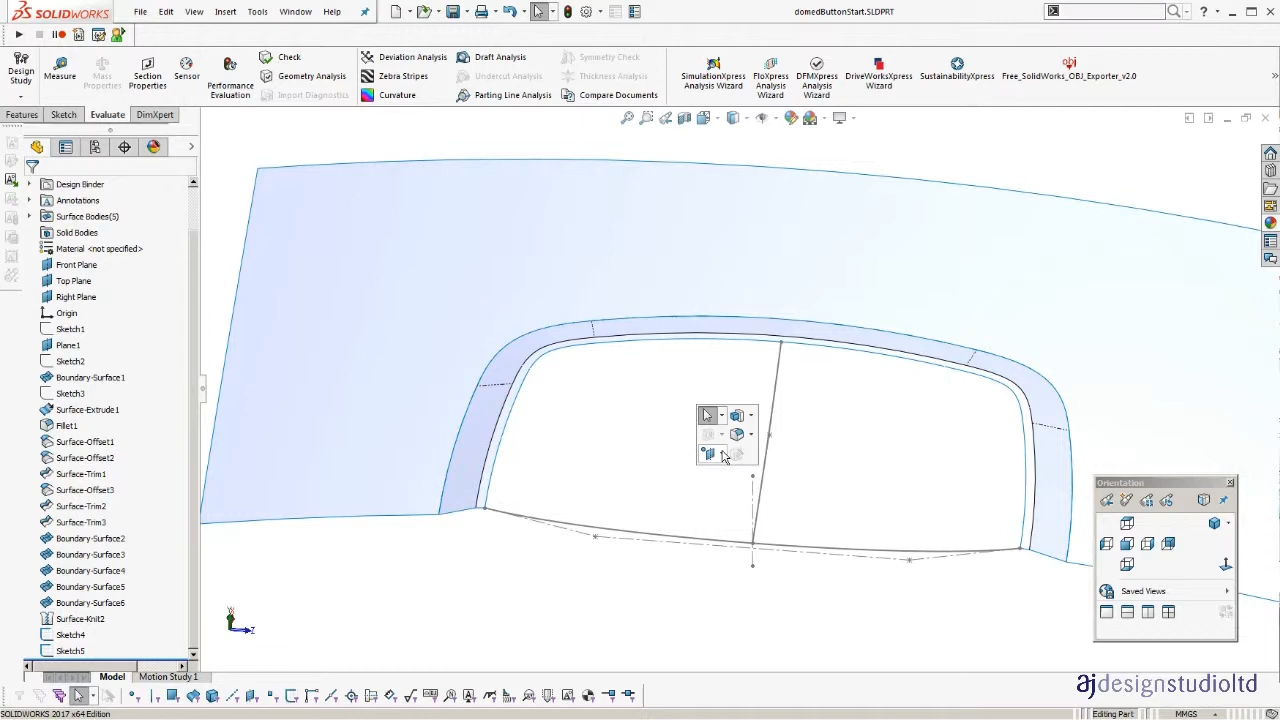 SOLIDWORKS File Edit View Insert Tools Window Help domedButtonStart.SLDPRT
Design Study
Measure
Mass Properties
Section Properties
Sensor
Performance Evaluation
Check
Geometry Analysis
Import Diagnostics
Deviation Analysis
Zebra Stripes
Curvature
Draft Analysis
Undercut Analysis
Parting Line Analysis
Symmetry Check
Thickness Analysis
Compare Documents
SimulationXpress Analysis Wizard
FloXpress Analysis Wizard
DFMXpress Analysis Wizard
DriveWorksXpress Wizard
SustainabilityXpress
Free_SolidWorks_OBJ_Exporter_v2.0
obj
Features Sketch Evaluate DimXpert
Design Binder
Annotations
Surface Bodies(5)
Solid Bodies
Material <not specified>
Front Plane
Top Plane
Right Plane
Origin
Sketch1
Plane1
Sketch2
Boundary-Surface1
Sketch3
Surface-Extrude1
Fillet1
Surface-Offset1
Surface-Offset2
Surface-Trim1
Surface-Offset3
Surface-Trim2
Surface-Trim3
Boundary-Surface2
Boundary-Surface3
Boundary-Surface4
Boundary-Surface5
Boundary-Surface6
Surface-Knit2
Sketch4
Sketch5
Orientation
Saved Views
Y
Z
Model Motion Study 1
ajdesignstudioltd
SOLIDWORKS 2017 x64 Edition
Editing Part MMGS